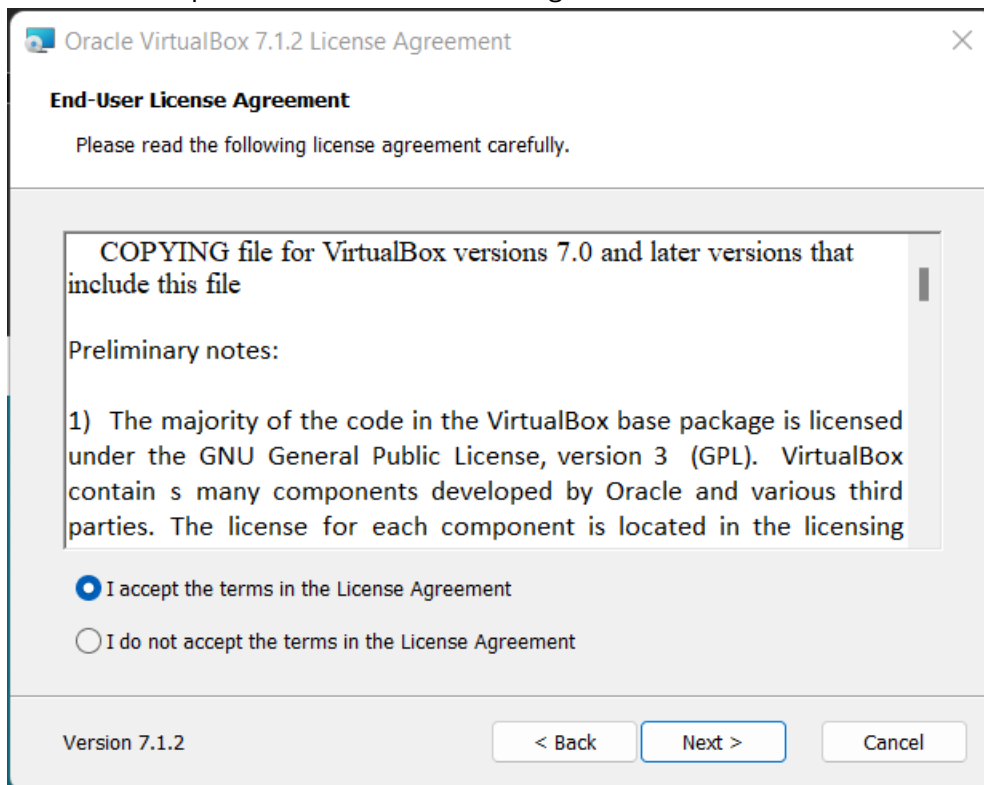 Oracle VirtualBox 7.1.2 License Agreement
End-User License Agreement
Please read the following license agreement carefully.
COPYING file for VirtualBox versions 7.0 and later versions that
include this file
Preliminary notes:
1) The majority of the code in the VirtualBox base package is licensed
under the GNU General Public License, version 3 (GPL). VirtualBox
contain s many components developed by Oracle and various third
parties. The license for each component is located in the licensing
I accept the terms in the License Agreement
I do not accept the terms in the License Agreement
Version 7.1.2
< Back
Next >
Cancel